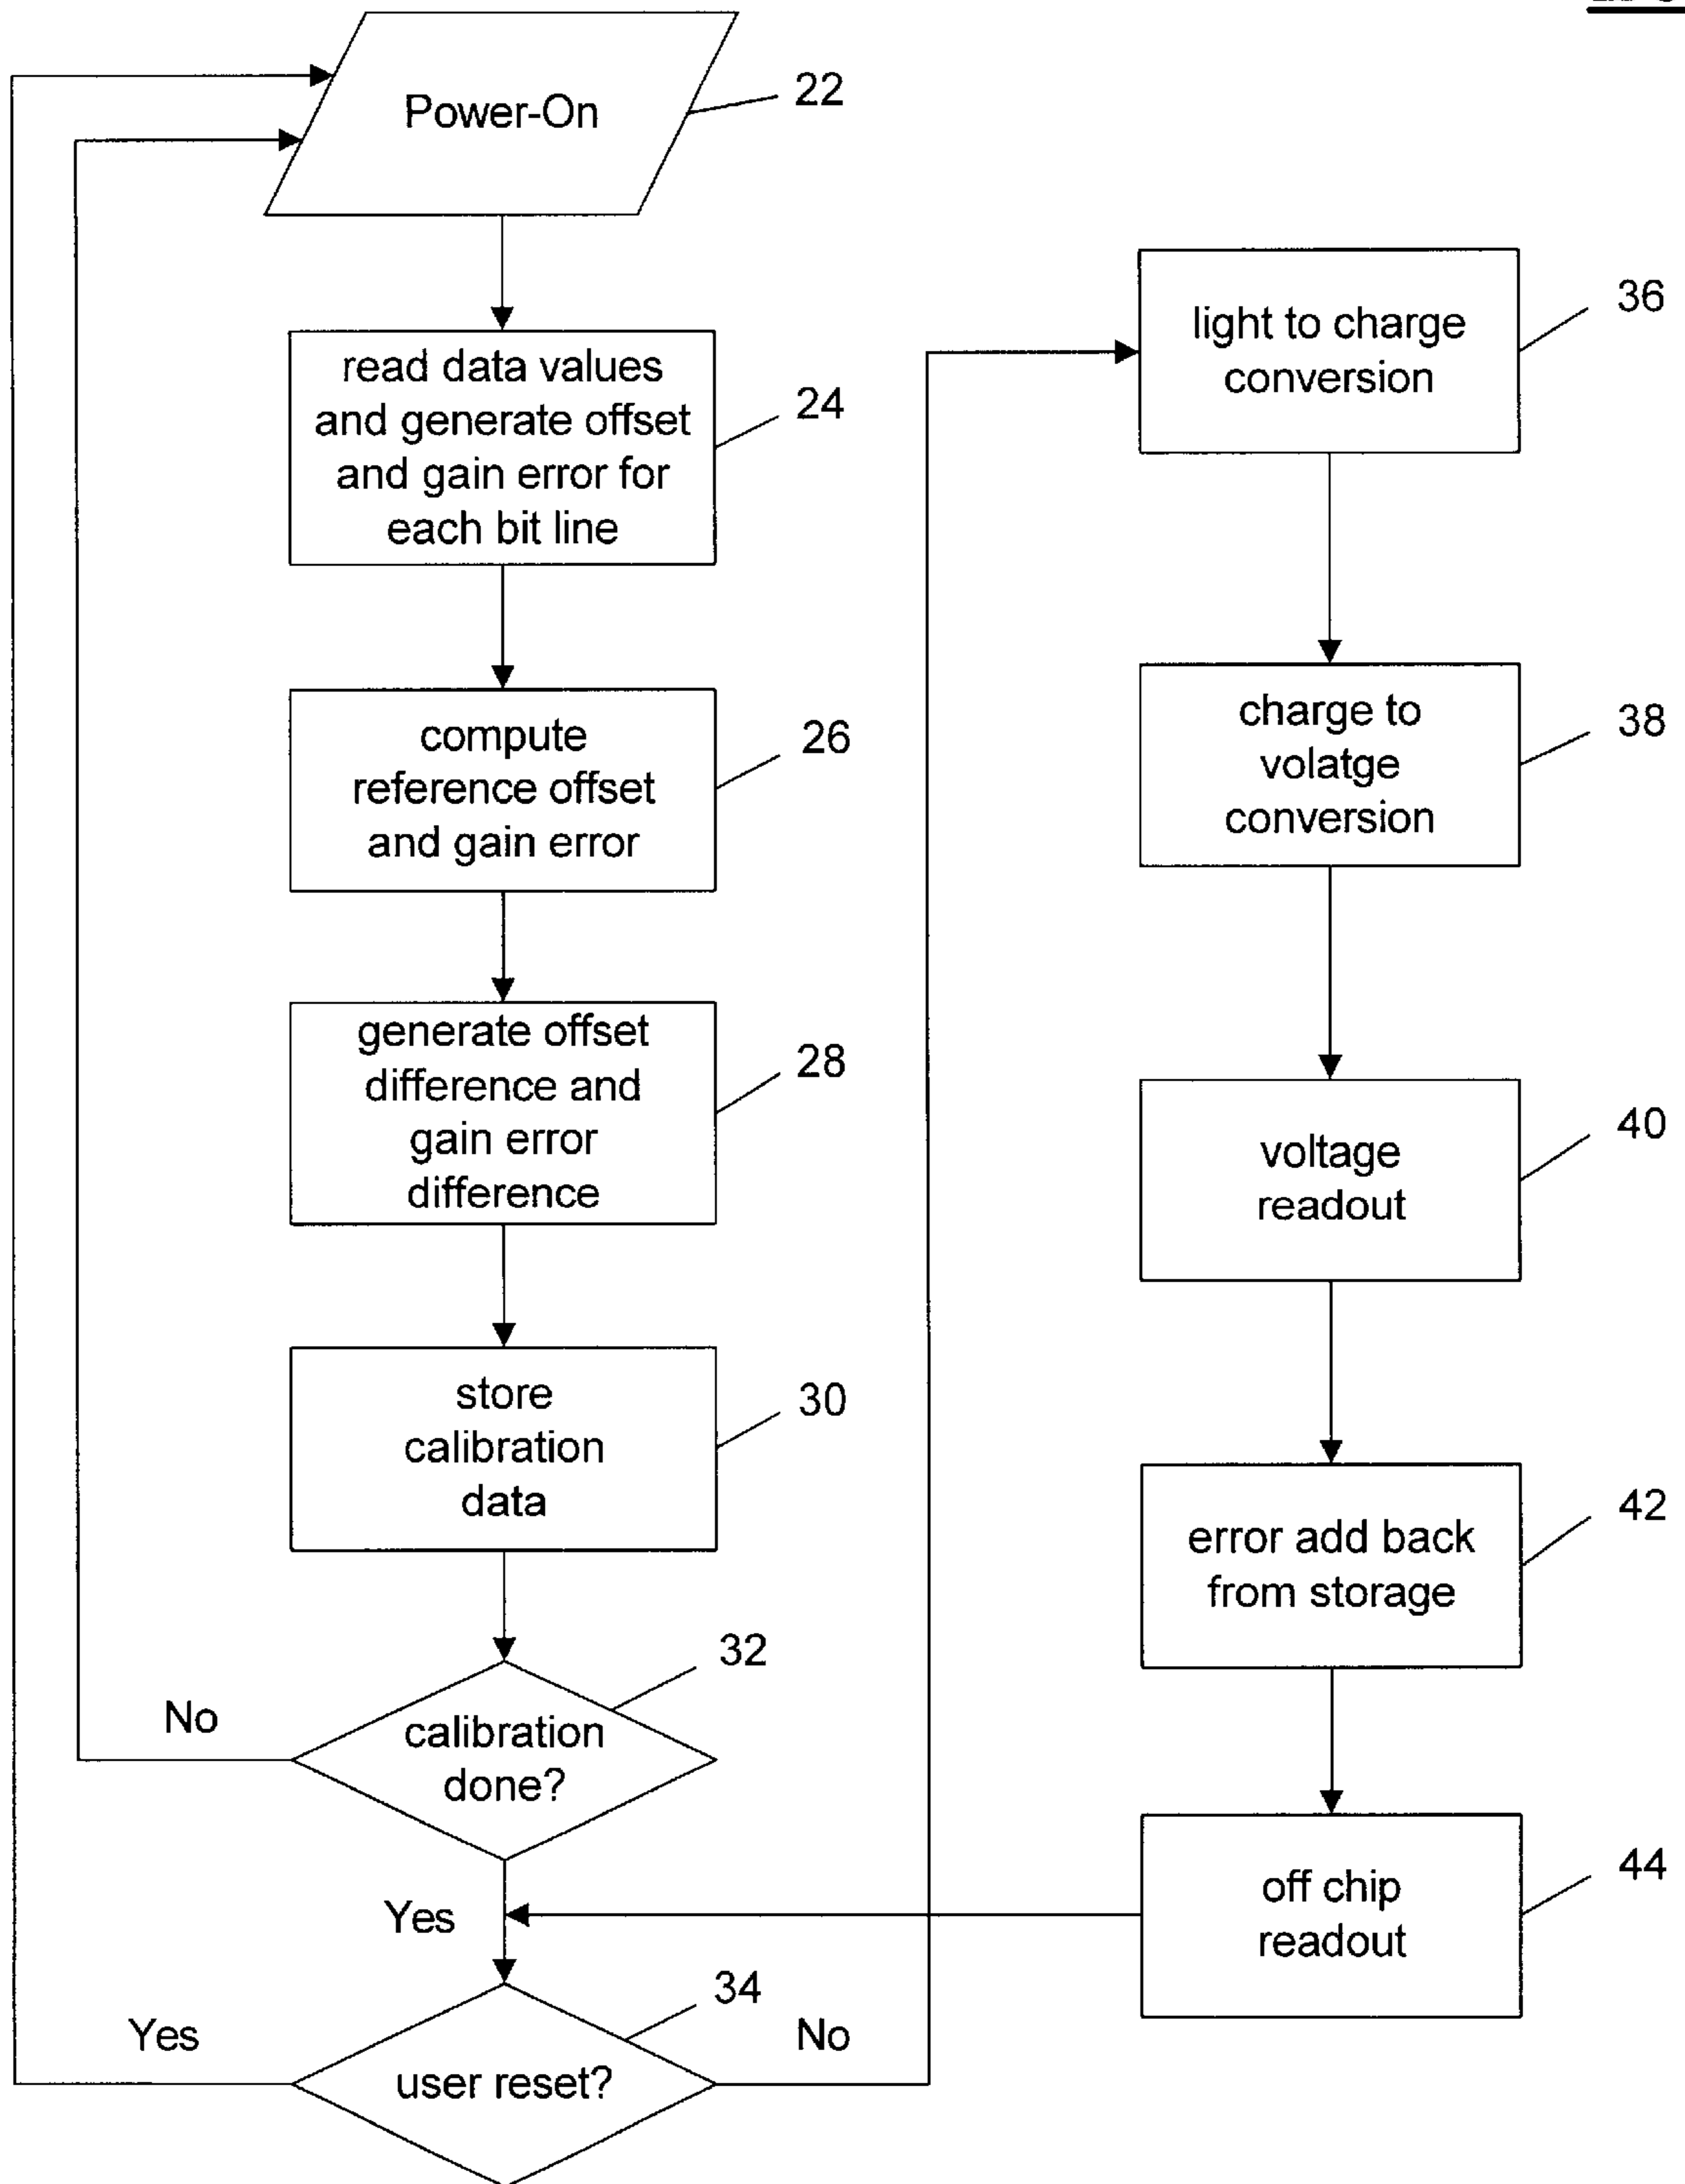 Power-On
22
read data values
and generate offset
and gain error for
each bit line
24
compute
reference offset
and gain error
26
generate offset
difference and
gain error
difference
28
store
calibration
data
30
calibration
done?
32
No
Yes
user reset?
34
Yes
No
light to charge
conversion
36
charge to
volatge
conversion
38
voltage
readout
40
error add back
from storage
42
off chip
readout
44